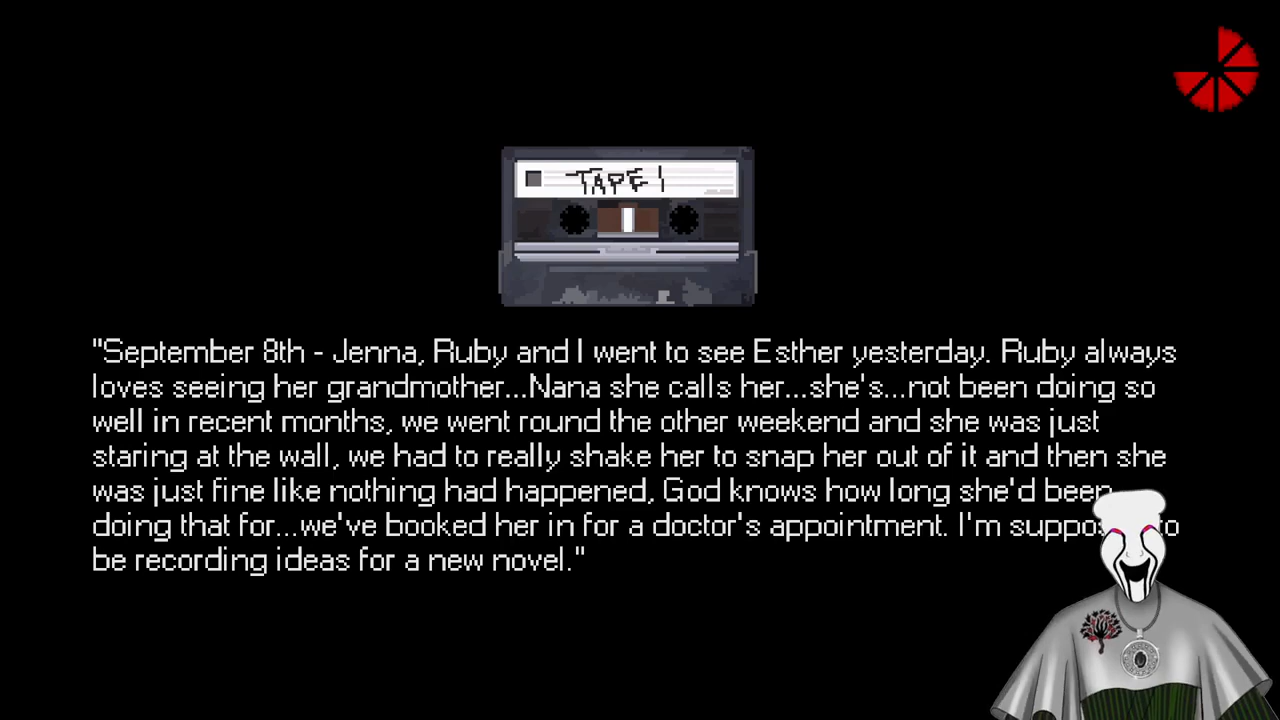 TAPE 1
"September 8th - Jenna, Ruby and I went to see Esther yesterday. Ruby always
loves seeing her grandmother...Nana she calls her...she's...not been doing so
well in recent months, we went round the other weekend and she was just
staring at the wall, we had to really shake her to snap her out of it and then she
was just fine like nothing had happened, God knows how long she'd been
doing that for...we've booked her in for a doctor's appointment. I'm to
be recording ideas for a new novel."